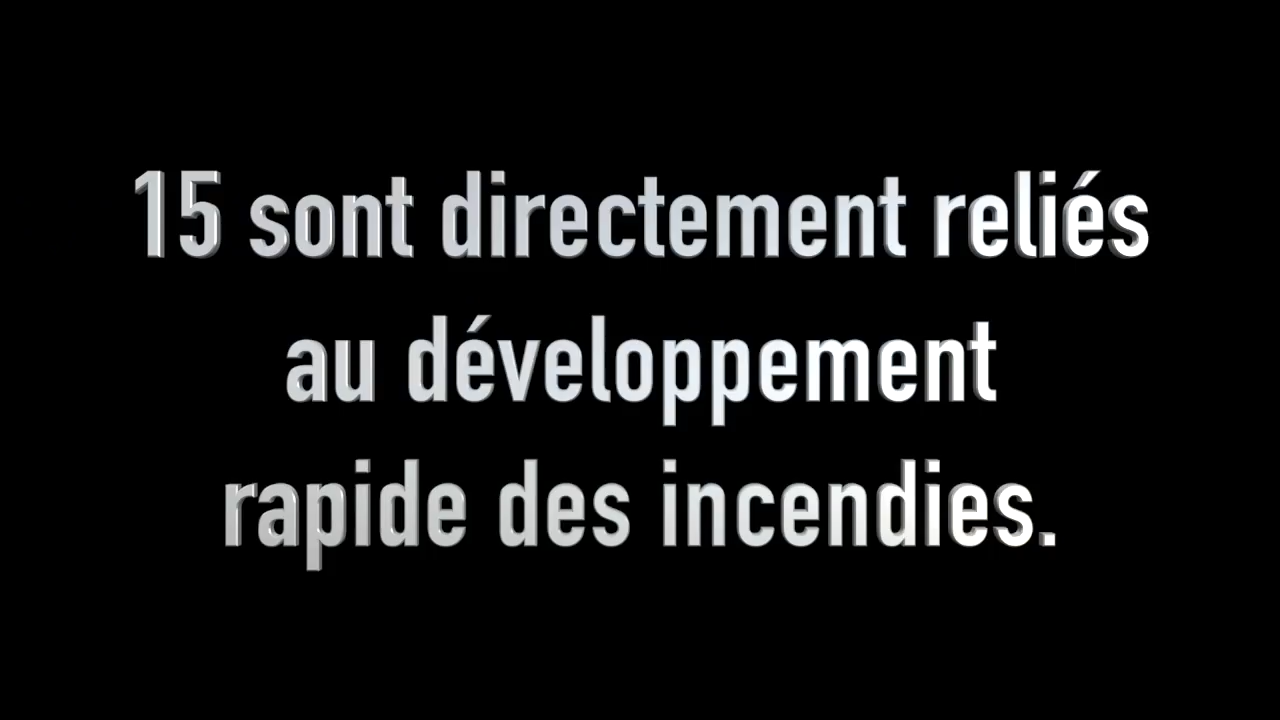 15 sont directement reliés
au développement
rapide des incendies.